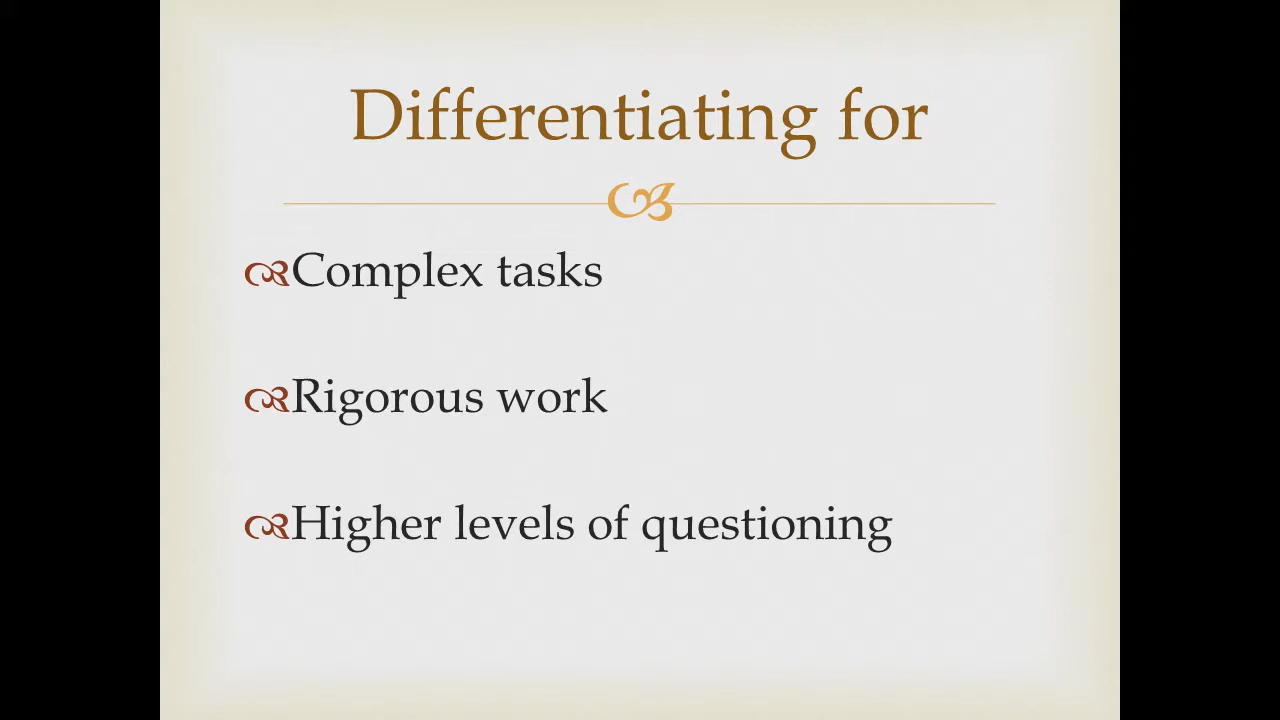 Differentiating for
Complex tasks
Rigorous work
Higher levels of questioning